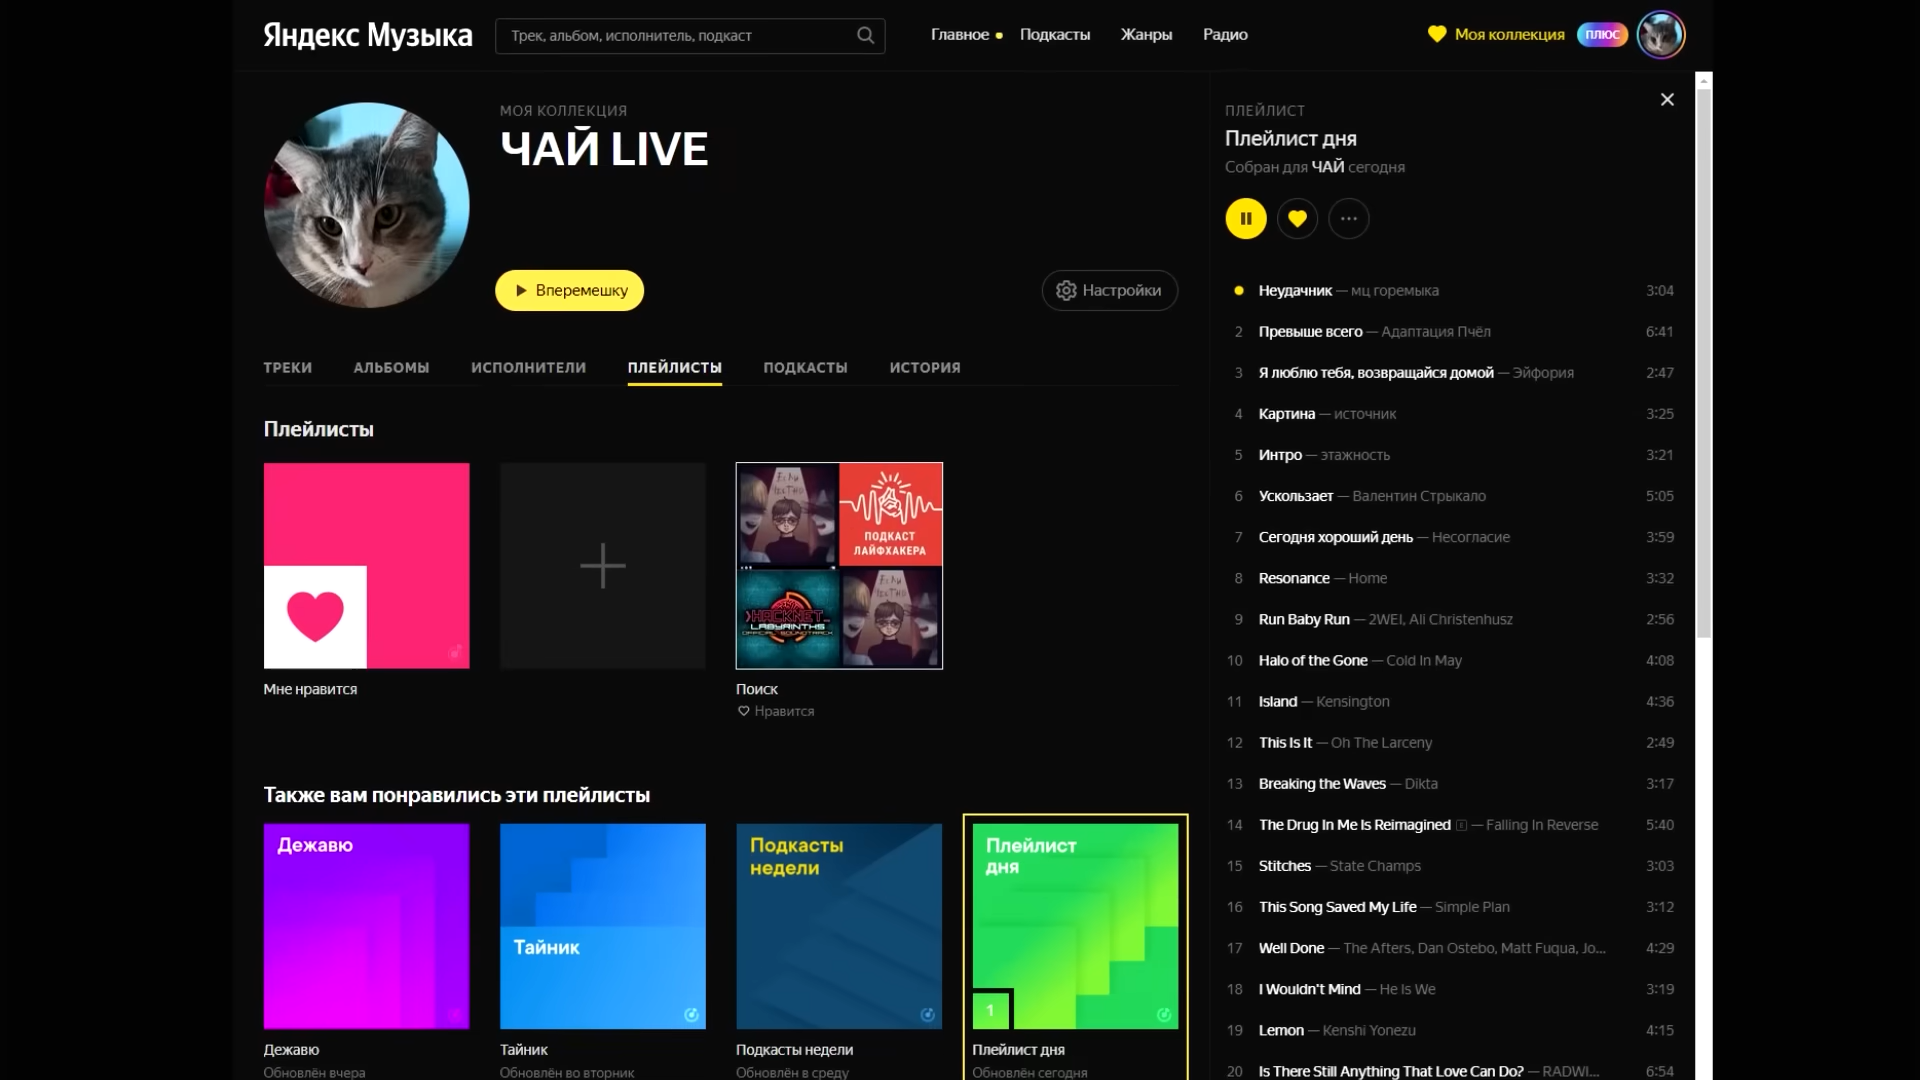 Яндекс Музыка
Трек, альбом, исполнитель, подкаст
Главное
Подкасты
Жанры
Радио
Моя коллекция
ПЛЮС
МОЯ КОЛЛЕКЦИЯ
ЧАЙ LIVE
Вперемешку
Настройки
ТРЕКИ
АЛЬБОМЫ
ИСПОЛНИТЕЛИ
ПЛЕЙЛИСТЫ
ПОДКАСТЫ
ИСТОРИЯ
Плейлисты
ПОДКАСТ
ЛАЙФХАКЕРА
HACKNET
LABYRINTHS
OFFICIAL SOUNDTRACK
Мне нравится
Поиск
Нравится
Также вам понравились эти плейлисты
Дежавю
Тайник
Подкасты
недели
Плейлист
дня
1
Дежавю
Обновлён вчера
Тайник
Обновлён во вторник
Подкасты недели
Обновлён в среду
Плейлист дня
Обновлён сегодня
ПЛЕЙЛИСТ
Плейлист дня
Собран для ЧАЙ сегодня
Неудачник — мц горемыка 3:04
2 Превыше всего — Адаптация Пчёл 6:41
3 Я люблю тебя, возвращайся домой — Эйфория 2:47
4 Картина — источник 3:25
5 Интро — этажность 3:21
6 Ускользает — Валентин Стрыкало 5:05
7 Сегодня хороший день — Несогласие 3:59
8 Resonance — Home 3:32
9 Run Baby Run — 2WEI, Ali Christenhusz 2:56
10 Halo of the Gone — Cold In May 4:08
11 Island — Kensington 4:36
12 This Is It — Oh The Larceny 2:49
13 Breaking the Waves — Dikta 3:17
14 The Drug In Me Is Reimagined E — Falling In Reverse 5:40
15 Stitches — State Champs 3:03
16 This Song Saved My Life — Simple Plan 3:12
17 Well Done — The Afters, Dan Ostebo, Matt Fuqua, Jo... 4:29
18 I Wouldn't Mind — He Is We 3:19
19 Lemon — Kenshi Yonezu 4:15
20 Is There Still Anything That Love Can Do? — RADWI... 6:54